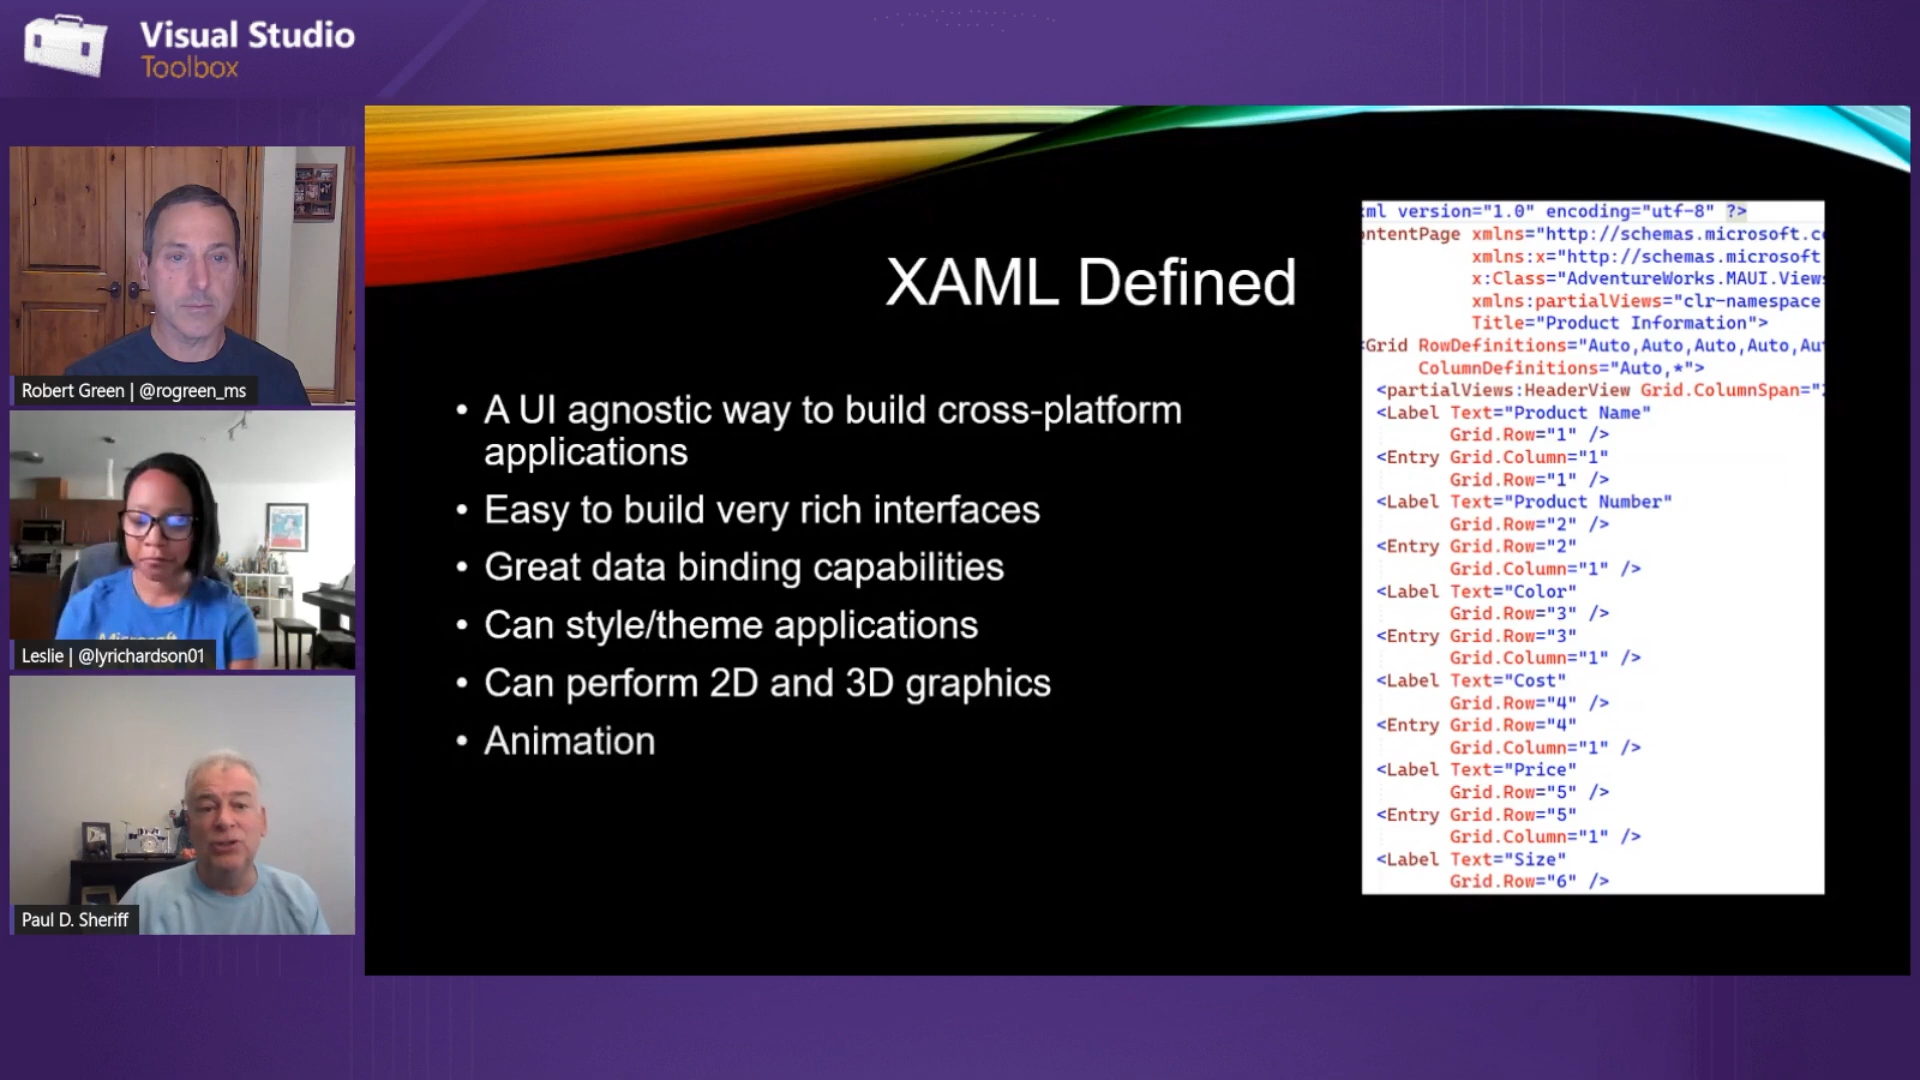 Visual Studio
Toolbox
Robert Green | @rogreen_ms
Leslie | @lyrichardson01
Microsoft
Paul D. Sheriff
XAML Defined
• A UI agnostic way to build cross-platform
applications
• Easy to build very rich interfaces
• Great data binding capabilities
• Can style/theme applications
• Can perform 2D and 3D graphics
• Animation
ml version="1.0" encoding="utf-8" ?>
ntentPage xmlns="http://schemas.microsoft.c
xmlns:x="http://schemas.microsoft
x:Class="AdventureWorks.MAUI.View
xmlns:partialViews="clr-namespace
Title="Product Information">
Grid RowDefinitions="Auto,Auto,Auto,Auto,Au
ColumnDefinitions="Auto,*">
<partialViews:HeaderView Grid.ColumnSpan="
<Label Text="Product Name"
Grid.Row="1" />
<Entry Grid.Column="1"
Grid.Row="1" />
<Label Text="Product Number"
Grid.Row="2" />
<Entry Grid.Row="2"
Grid.Column="1" />
<Label Text="Color"
Grid.Row="3" />
<Entry Grid.Row="3"
Grid.Column="1" />
<Label Text="Cost"
Grid.Row="4" />
<Entry Grid.Row="4"
Grid.Column="1" />
<Label Text="Price"
Grid.Row="5" />
<Entry Grid.Row="5"
Grid.Column="1" />
<Label Text="Size"
Grid.Row="6" />